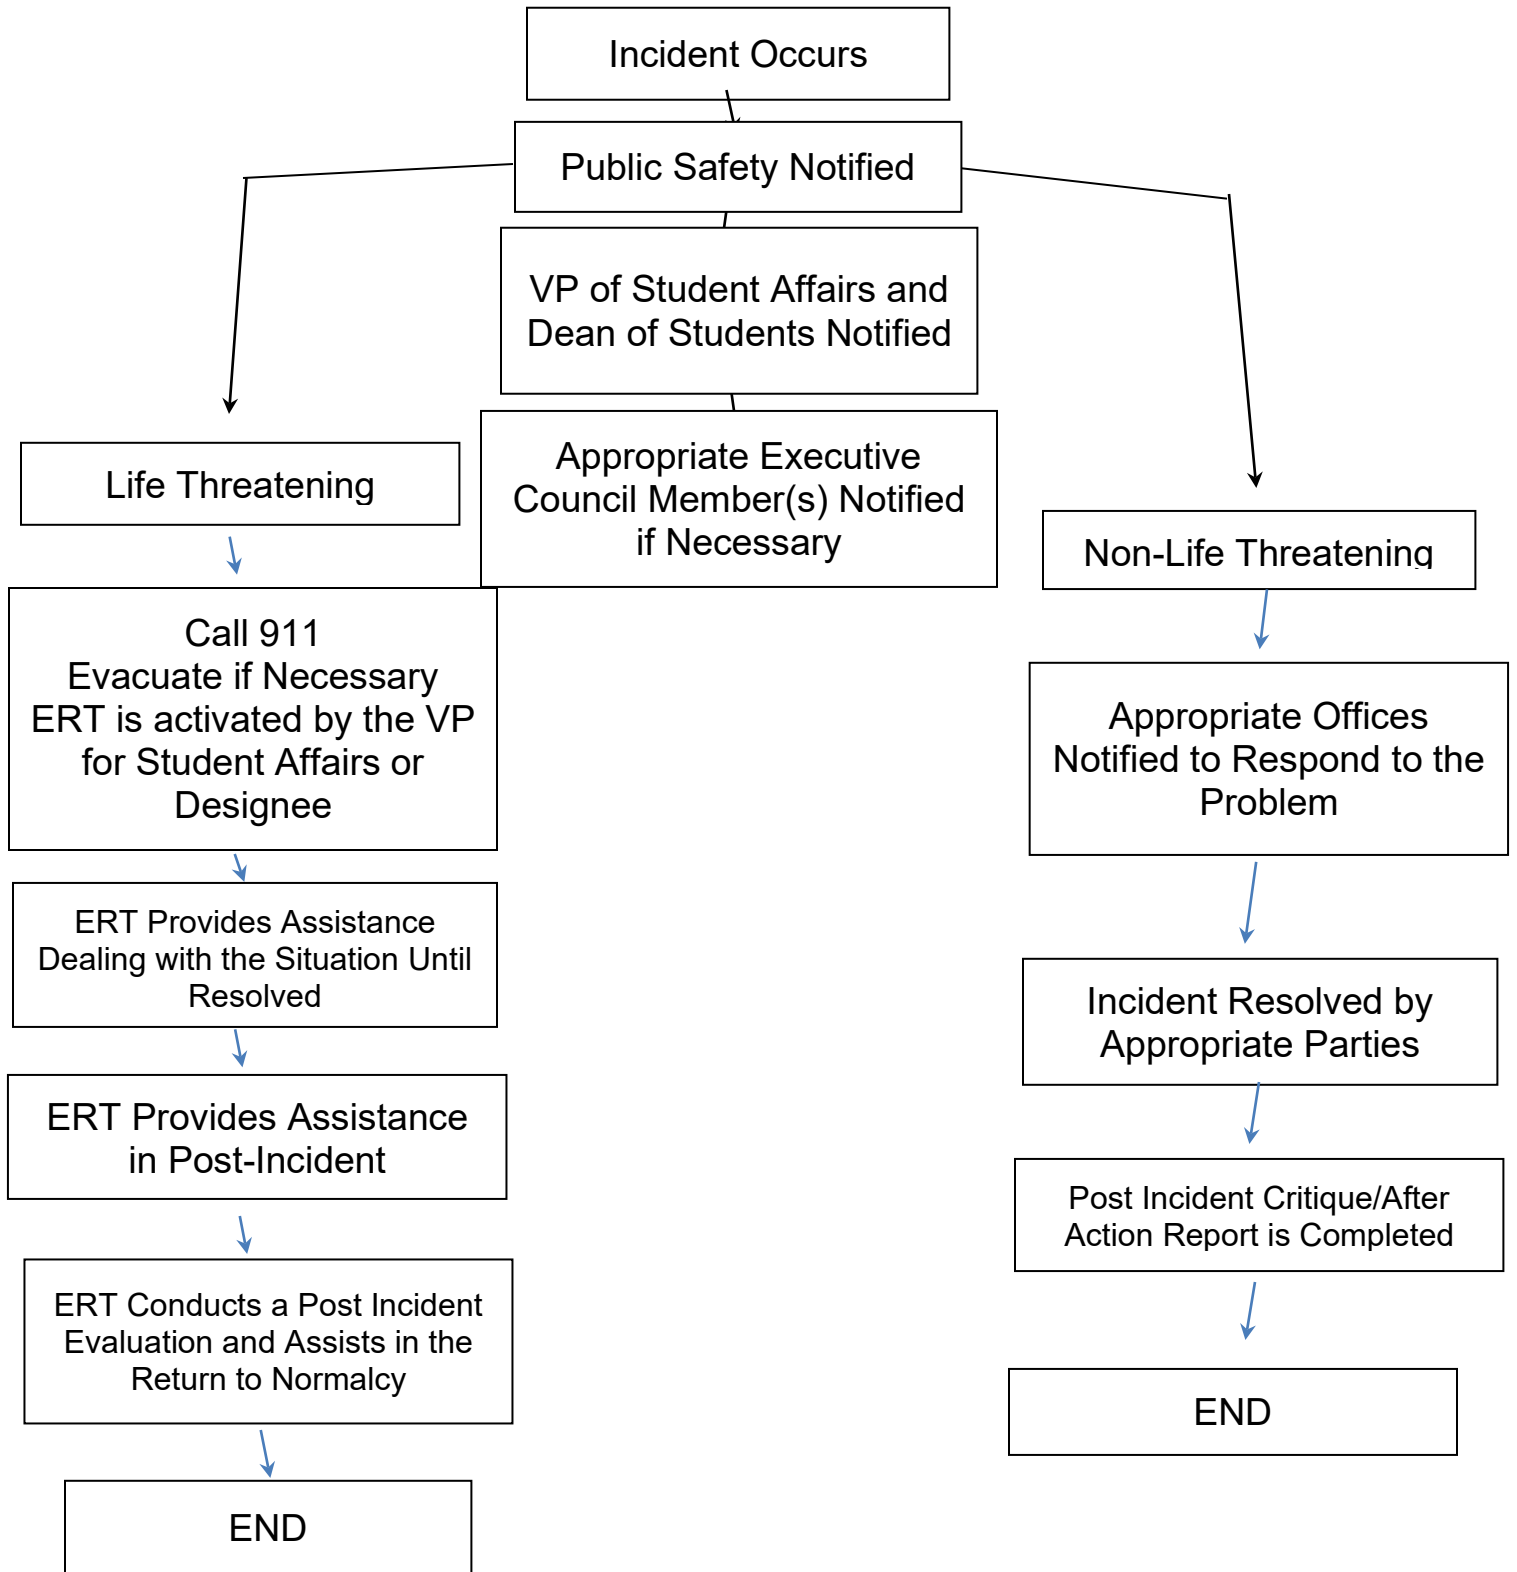 Incident Occurs
Public Safety Notified
VP of Student Affairs and
Dean of Students Notified
Appropriate Executive
Council Member(s) Notified
if Necessary
Life Threatening
Call 911
Evacuate if Necessary
ERT is activated by the VP
for Student Affairs or
Designee
ERT Provides Assistance
Dealing with the Situation Until
Resolved
ERT Provides Assistance
in Post-Incident
ERT Conducts a Post Incident
Evaluation and Assists in the
Return to Normalcy
END
Non-Life Threatening
Appropriate Offices
Notified to Respond to the
Problem
Incident Resolved by
Appropriate Parties
Post Incident Critique/After
Action Report is Completed
END